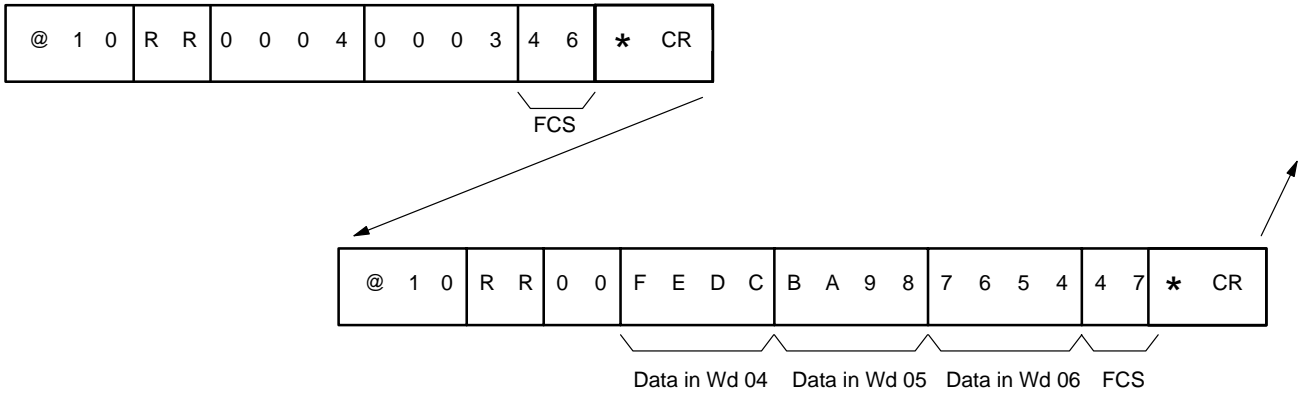 @ 1 0 R R 0 0 0 4 0 0 0 3 4 6 * CR
FCS
@ 1 0 R R 0 0 F E D C B A 9 8 7 6 5 4 4 7 * CR
Data in Wd 04 Data in Wd 05 Data in Wd 06 FCS